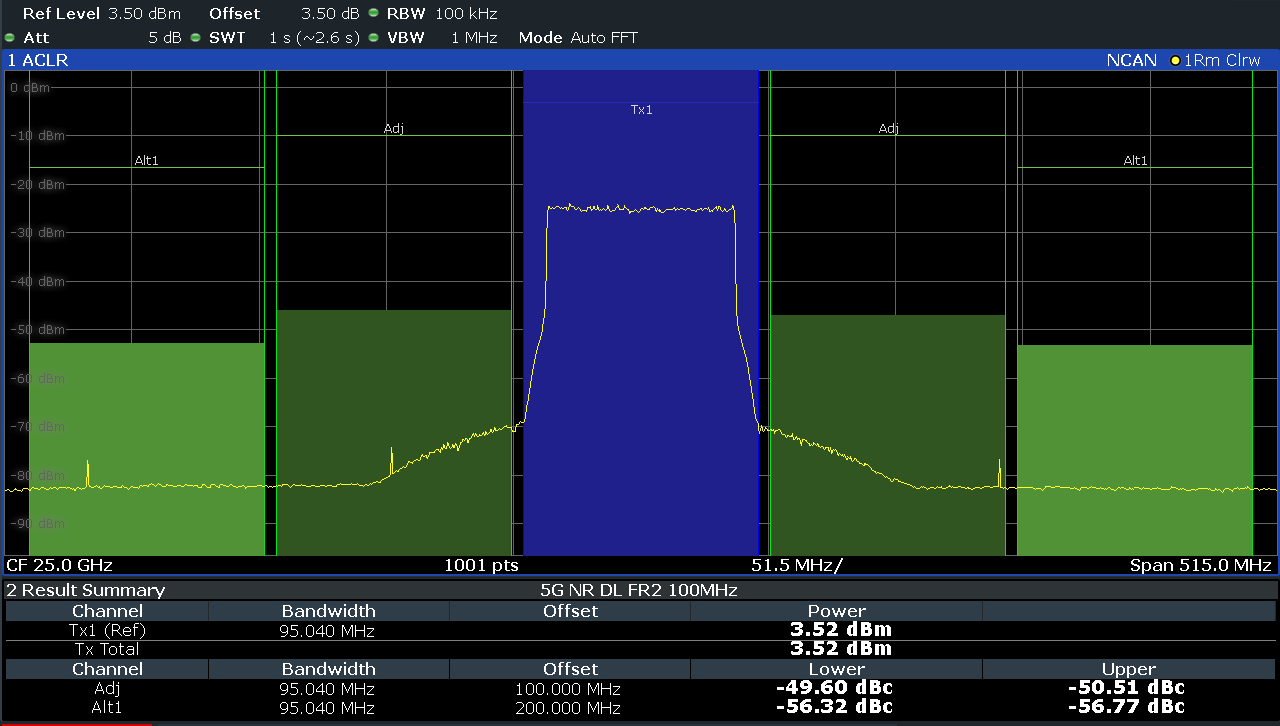 Ref Level 3.50 dBm Offset 3.50 dB RBW 100 kHz
Att 5 dB SWT 1 s (~2.6 s) VBW 1 MHz Mode Auto FFT
1 ACLR NCAN 1Rm Clrw
0 dBm
Tx1
Adj Adj
-10 dBm
Alt1 Alt1
-20 dBm
-30 dBm
-40 dBm
-50 dBm
-60 dBm
-70 dBm
-80 dBm
-90 dBm
CF 25.0 GHz 1001 pts 51.5 MHz/ Span 515.0 MHz
2 Result Summary 5G NR DL FR2 100MHz
Channel Bandwidth Offset Power
Tx1 (Ref) 95.040 MHz 3.52 dBm
Tx Total 3.52 dBm
Channel Bandwidth Offset Lower Upper
Adj 95.040 MHz 100.000 MHz -49.60 dBc -50.51 dBc
Alt1 95.040 MHz 200.000 MHz -56.32 dBc -56.77 dBc